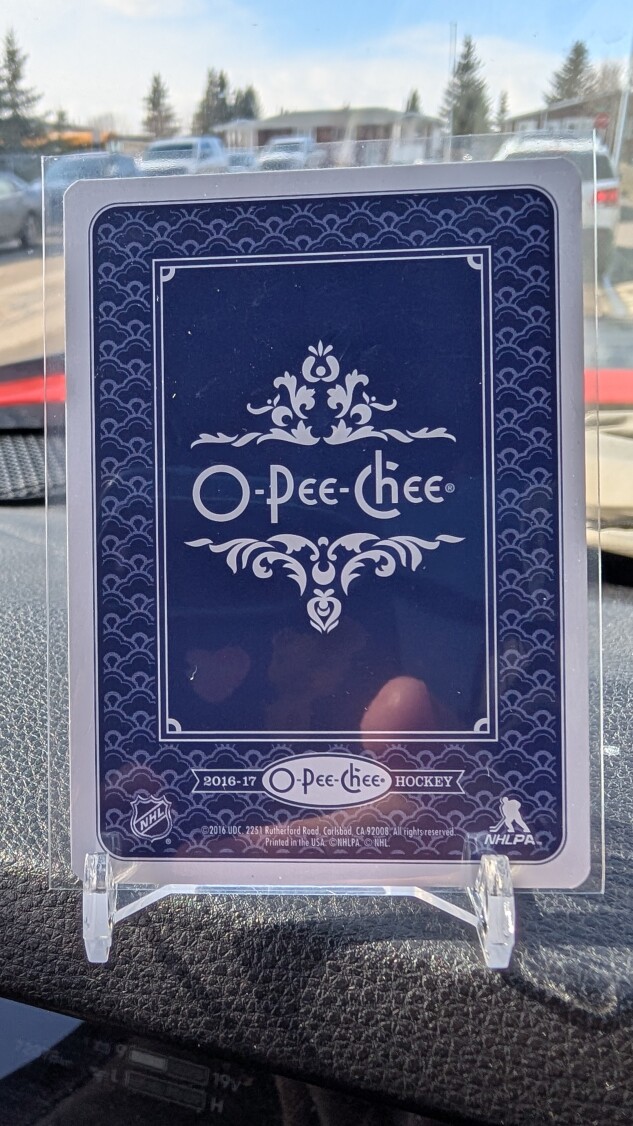 O-Pee-Chee®
2016-17 O-Pee-Chee® HOCKEY
NHL ®
©2016 UDC, 2251 Rutherford Road, Carlsbad, CA 92008. All rights reserved.
Printed in the USA. ©NHLPA. © NHL.
NHLPA
19V
H